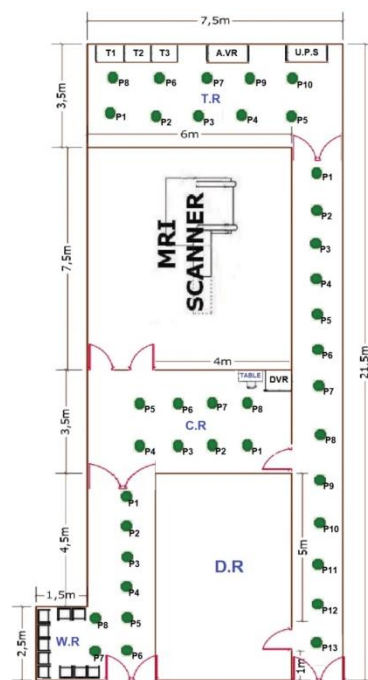 7,5m
T1 T2 T3 A.VR U.P.S
P8 P6 P7 P9 P10
3,5m
T.R
P1 P2 P3 P4 P5
6m
P1
P2
MRI
SCANNER
P3
7,5m
P4
P5
21,5m
P6
4m
TABLE DVR
P7
P5 P6 P7 P8
3,5m
C.R
P8
P4 P3 P2 P1
P9
P1
P2
P10
4,5m
P3
5m
P11
D.R
P4
1,5m
P12
P8 P5
2,5m
W.R
P13
P7 P6
1m